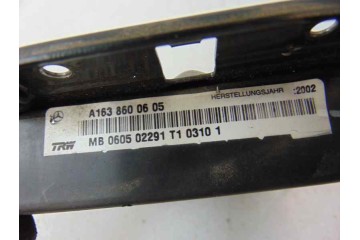 A163 860 06 05
HERSTELLUNGSJAHR :2002
TRW
MB 0605 02291 T1 0310 1